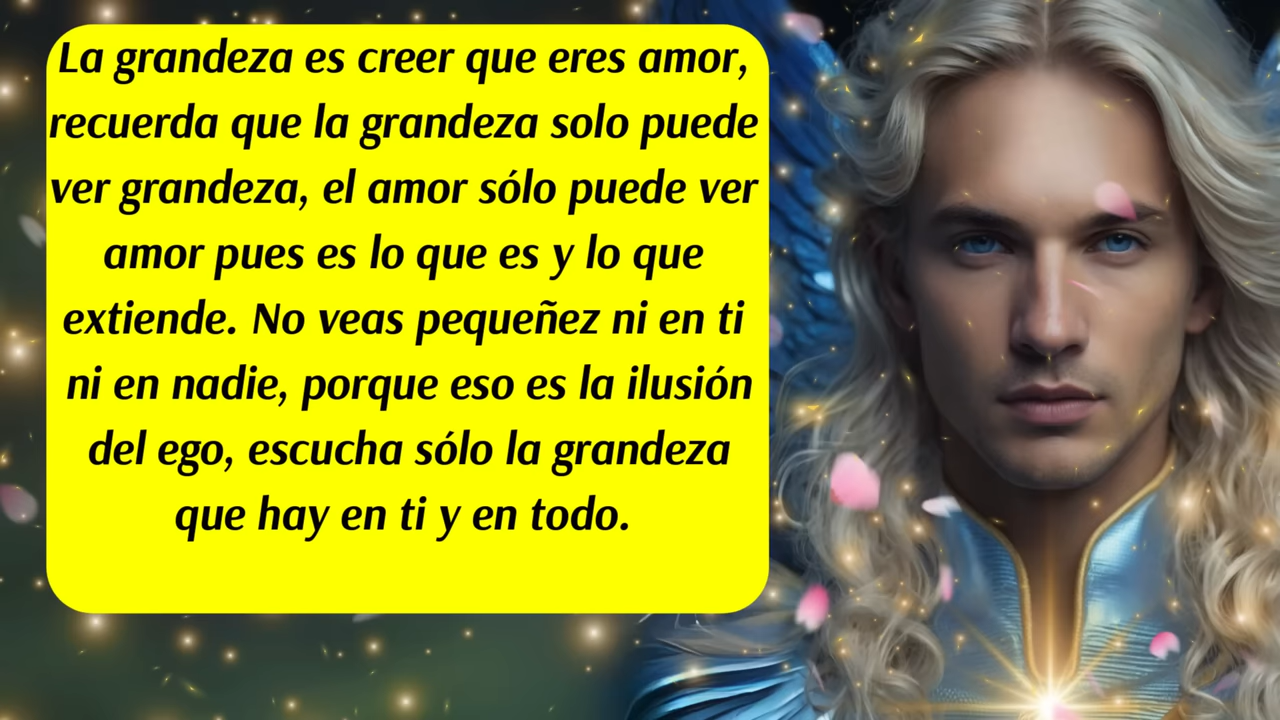 La grandeza es creer que eres amor,
recuerda que la grandeza solo puede
ver grandeza, el amor sólo puede ver
amor pues es lo que es y lo que
extiende. No veas pequeñez ni en ti
ni en nadie, porque eso es la ilusión
del ego, escucha sólo la grandeza
que hay en ti y en todo.